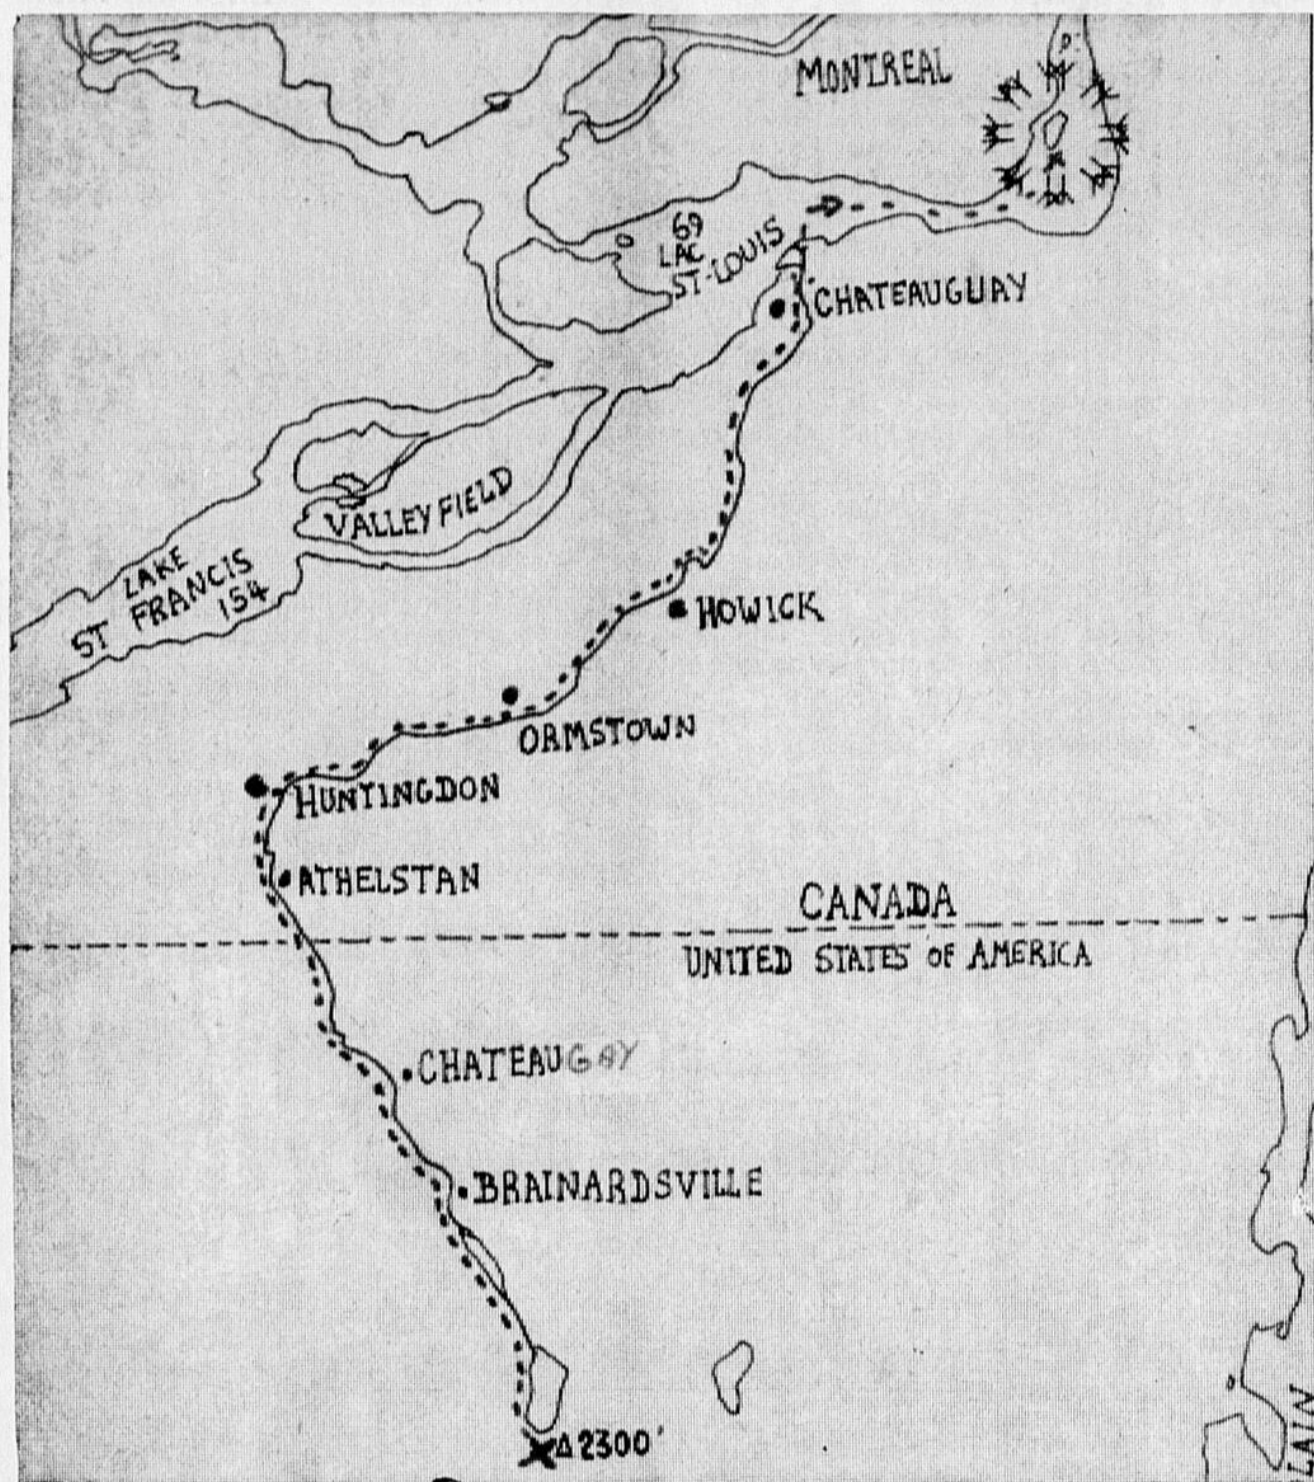 MONTREAL
69
LAC
ST-LOUIS
CHATEAUGUAY
VALLEYFIELD
LAKE
ST FRANCIS
154
HOWICK
ORMSTOWN
HUNTINGDON
ATHELSTAN
CANADA
UNITED STATES OF AMERICA
CHATEAUGAY
BRAINARDSVILLE
Δ2300'
LAIN